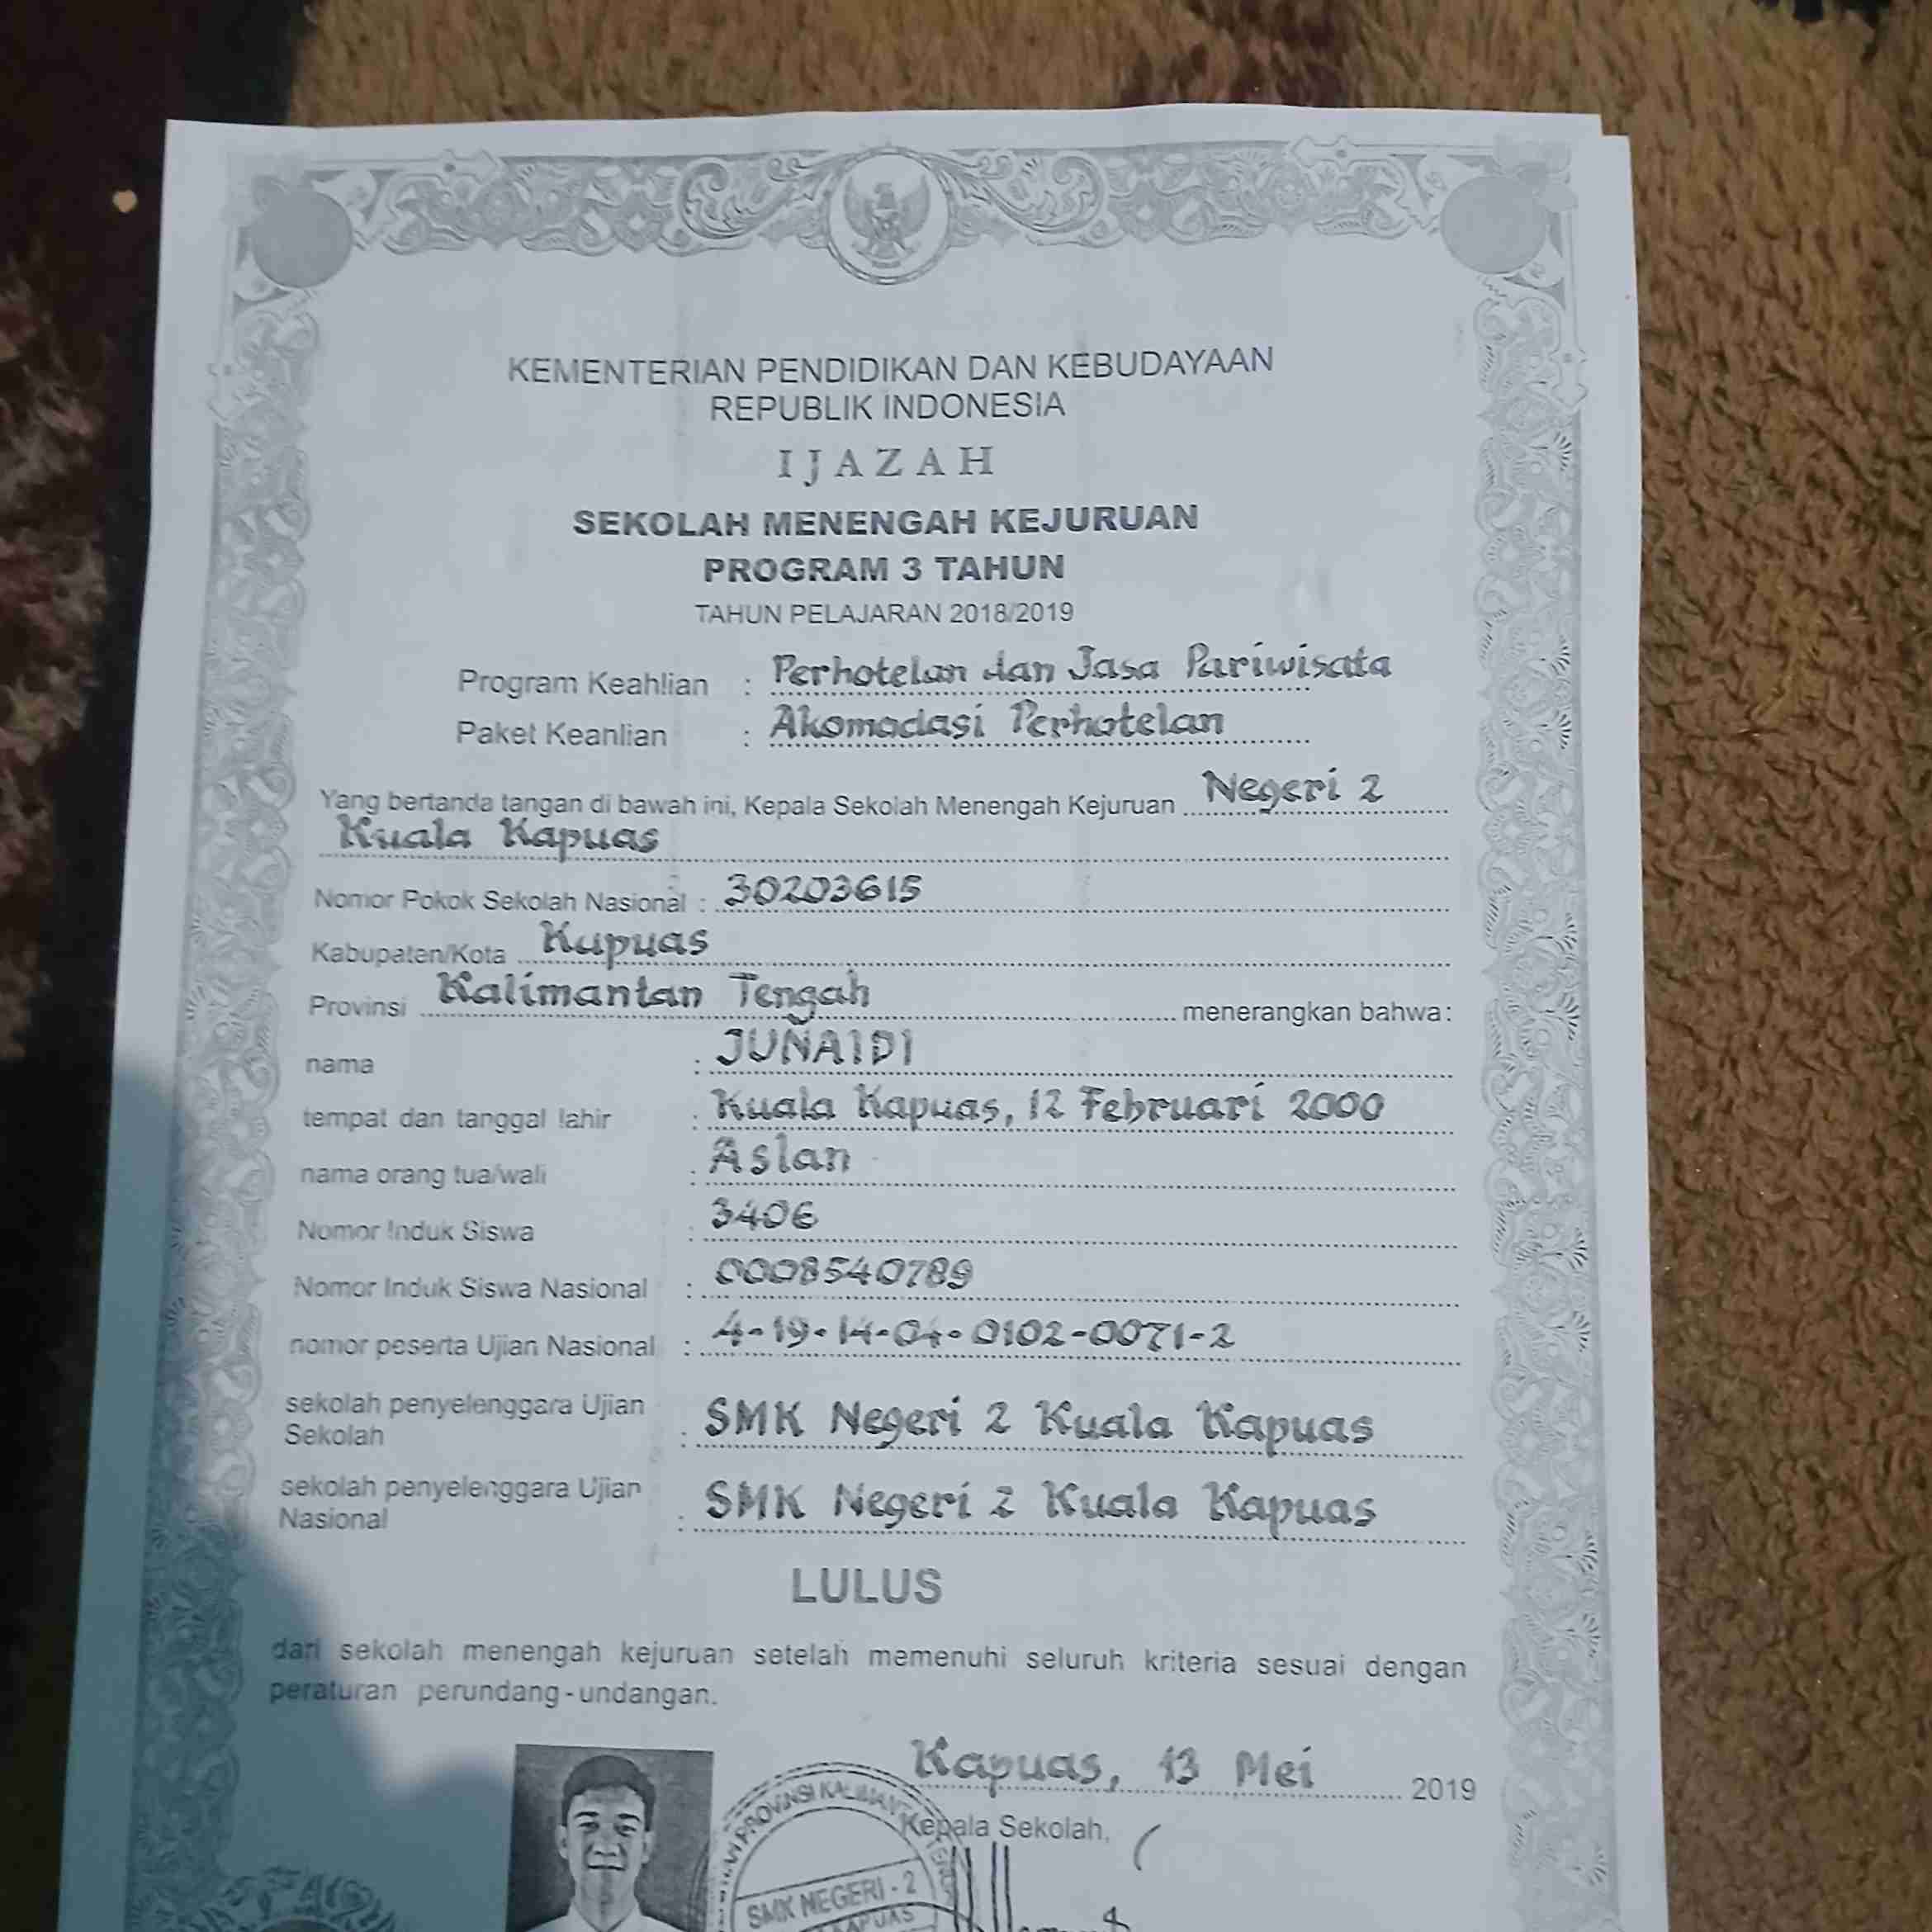 KEMENTERIAN PENDIDIKAN DAN KEBUDAYAAN
REPUBLIK INDONESIA
IJAZAH
SEKOLAH MENENGAH KEJURUAN
PROGRAM 3 TAHUN
TAHUN PELAJARAN 2018/2019
Program Keahlian : Perhotelan dan Jasa Pariwisata
Paket Keahlian : Akomodasi Perhotelan
Yang bertanda tangan di bawah ini, Kepala Sekolah Menengah Kejuruan Negeri 2
Kuala Kapuas
Nomor Pokok Sekolah Nasional : 30203615
Kabupaten/Kota Kapuas
Provinsi Kalimantan Tengah menerangkan bahwa:
nama : JUNAIDI
tempat dan tanggal lahir : Kuala Kapuas, 12 Februari 2000
nama orang tua/wali : Aslan
Nomor Induk Siswa : 3406
Nomor Induk Siswa Nasional : 0008540789
nomor peserta Ujian Nasional : 4-19-14-04-0102-0071-2
sekolah penyelenggara Ujian
Sekolah : SMK Negeri 2 Kuala Kapuas
sekolah penyelenggara Ujian
Nasional : SMK Negeri 2 Kuala Kapuas
LULUS
dari sekolah menengah kejuruan setelah memenuhi seluruh kriteria sesuai dengan
peraturan perundang-undangan.
Kapuas, 13 Mei 2019
Kepala Sekolah,
PROVINSI KALIMANTAN TENG
SMK NEGERI - 2
KAPUAS